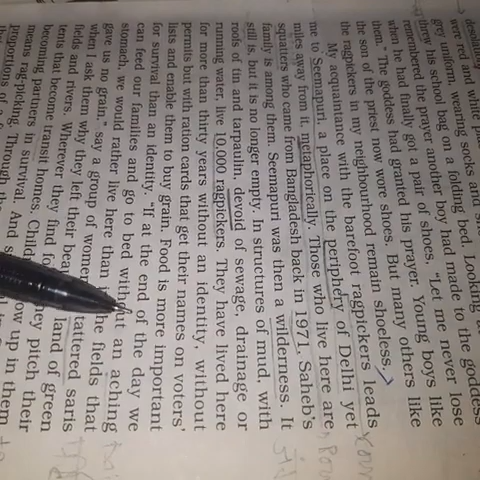 were red and white
grey uniform, wearing socks and
threw his school bag on a folding bed. Looking
remembered the prayer another boy had made to the goddess
when he had finally got a pair of shoes. “Let me never lose
them.” The goddess had granted his prayer. Young boys like
the son of the priest now wore shoes. But many others like
the ragpickers in my neighbourhood remain shoeless.
My acquaintance with the barefoot ragpickers leads
me to Seemapuri, a place on the periphery of Delhi yet
miles away from it, metaphorically. Those who live here are
squatters who came from Bangladesh back in 1971. Saheb's
family is among them. Seemapuri was then a wilderness. It
still is, but it is no longer empty. In structures of mud, with
roofs of tin and tarpaulin, devoid of sewage, drainage or
running water, live 10,000 ragpickers. They have lived here
for more than thirty years without an identity, without
permits but with ration cards that get their names on voters'
lists and enable them to buy grain. Food is more important
for survival than an identity. “If at the end of the day we
can feed our families and go to bed without an aching
stomach, we would rather live here than in the fields that
gave us no grain,” say a group of women tattered saris
when I ask them why they left their land of green
fields and rivers. Wherever they find they pitch their
tents that become transit homes. grow up in them
becoming partners in survival. And
means rag-picking. Through the
proportions of